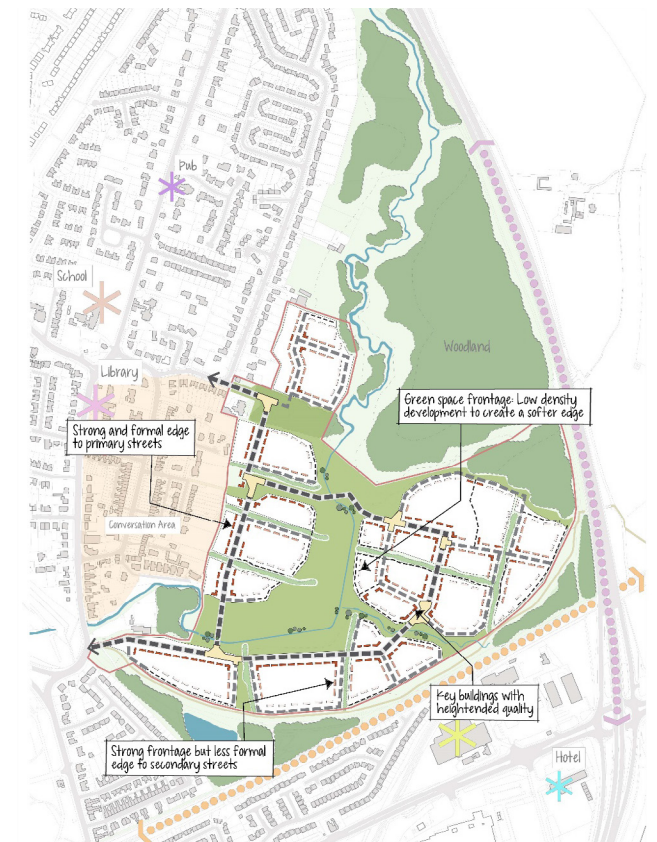 Pub
School
Library
Woodland
Green space frontage: Low density
development to create a softer edge
Strong and formal edge
to primary streets
Conversation Area
Key buildings with
heightended quality
Strong frontage but less formal
edge to secondary streets
Hotel